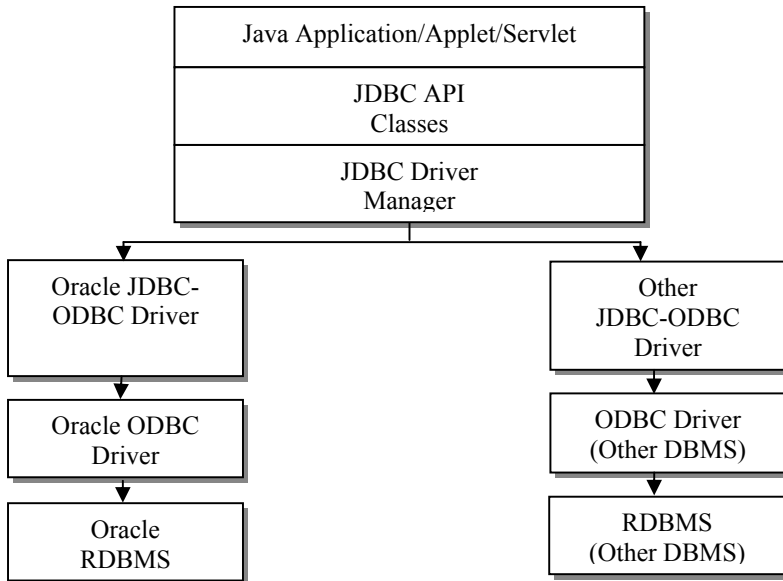 Java Application/Applet/Servlet
JDBC API
Classes
JDBC Driver
Manager
Oracle JDBC-
ODBC Driver
Other
JDBC-ODBC
Driver
Oracle ODBC
Driver
ODBC Driver
(Other DBMS)
Oracle
RDBMS
RDBMS
(Other DBMS)